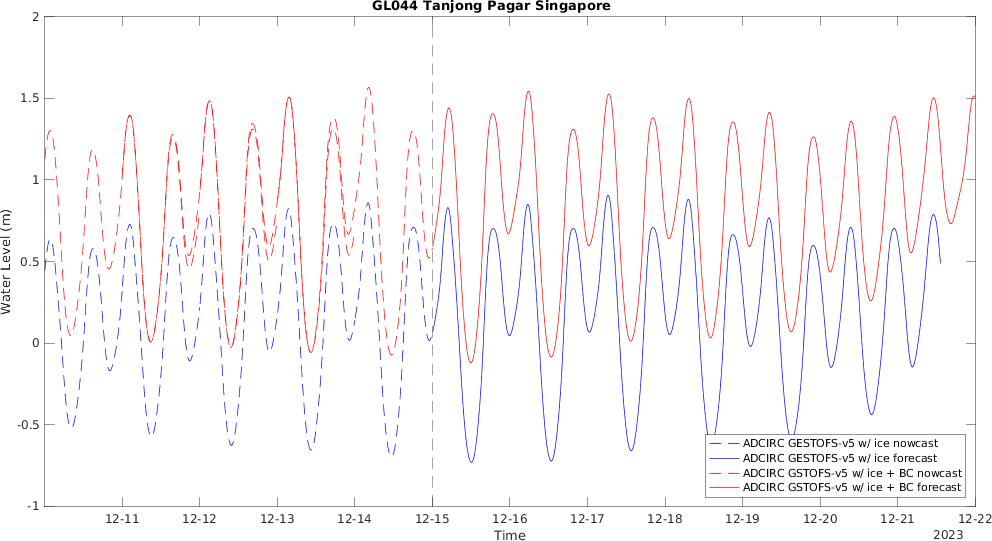 GL044 Tanjong Pagar Singapore
2
1.5
1
0.5
0
-0.5
-1
Water Level (m)
ADCIRC GESTOFS-v5 w/ ice nowcast
ADCIRC GESTOFS-v5 w/ ice forecast
ADCIRC GSTOFS-v5 w/ ice + BC nowcast
ADCIRC GSTOFS-v5 w/ ice + BC forecast
12-11 12-12 12-13 12-14 12-15 12-16 12-17 12-18 12-19 12-20 12-21 12-22
Time
2023